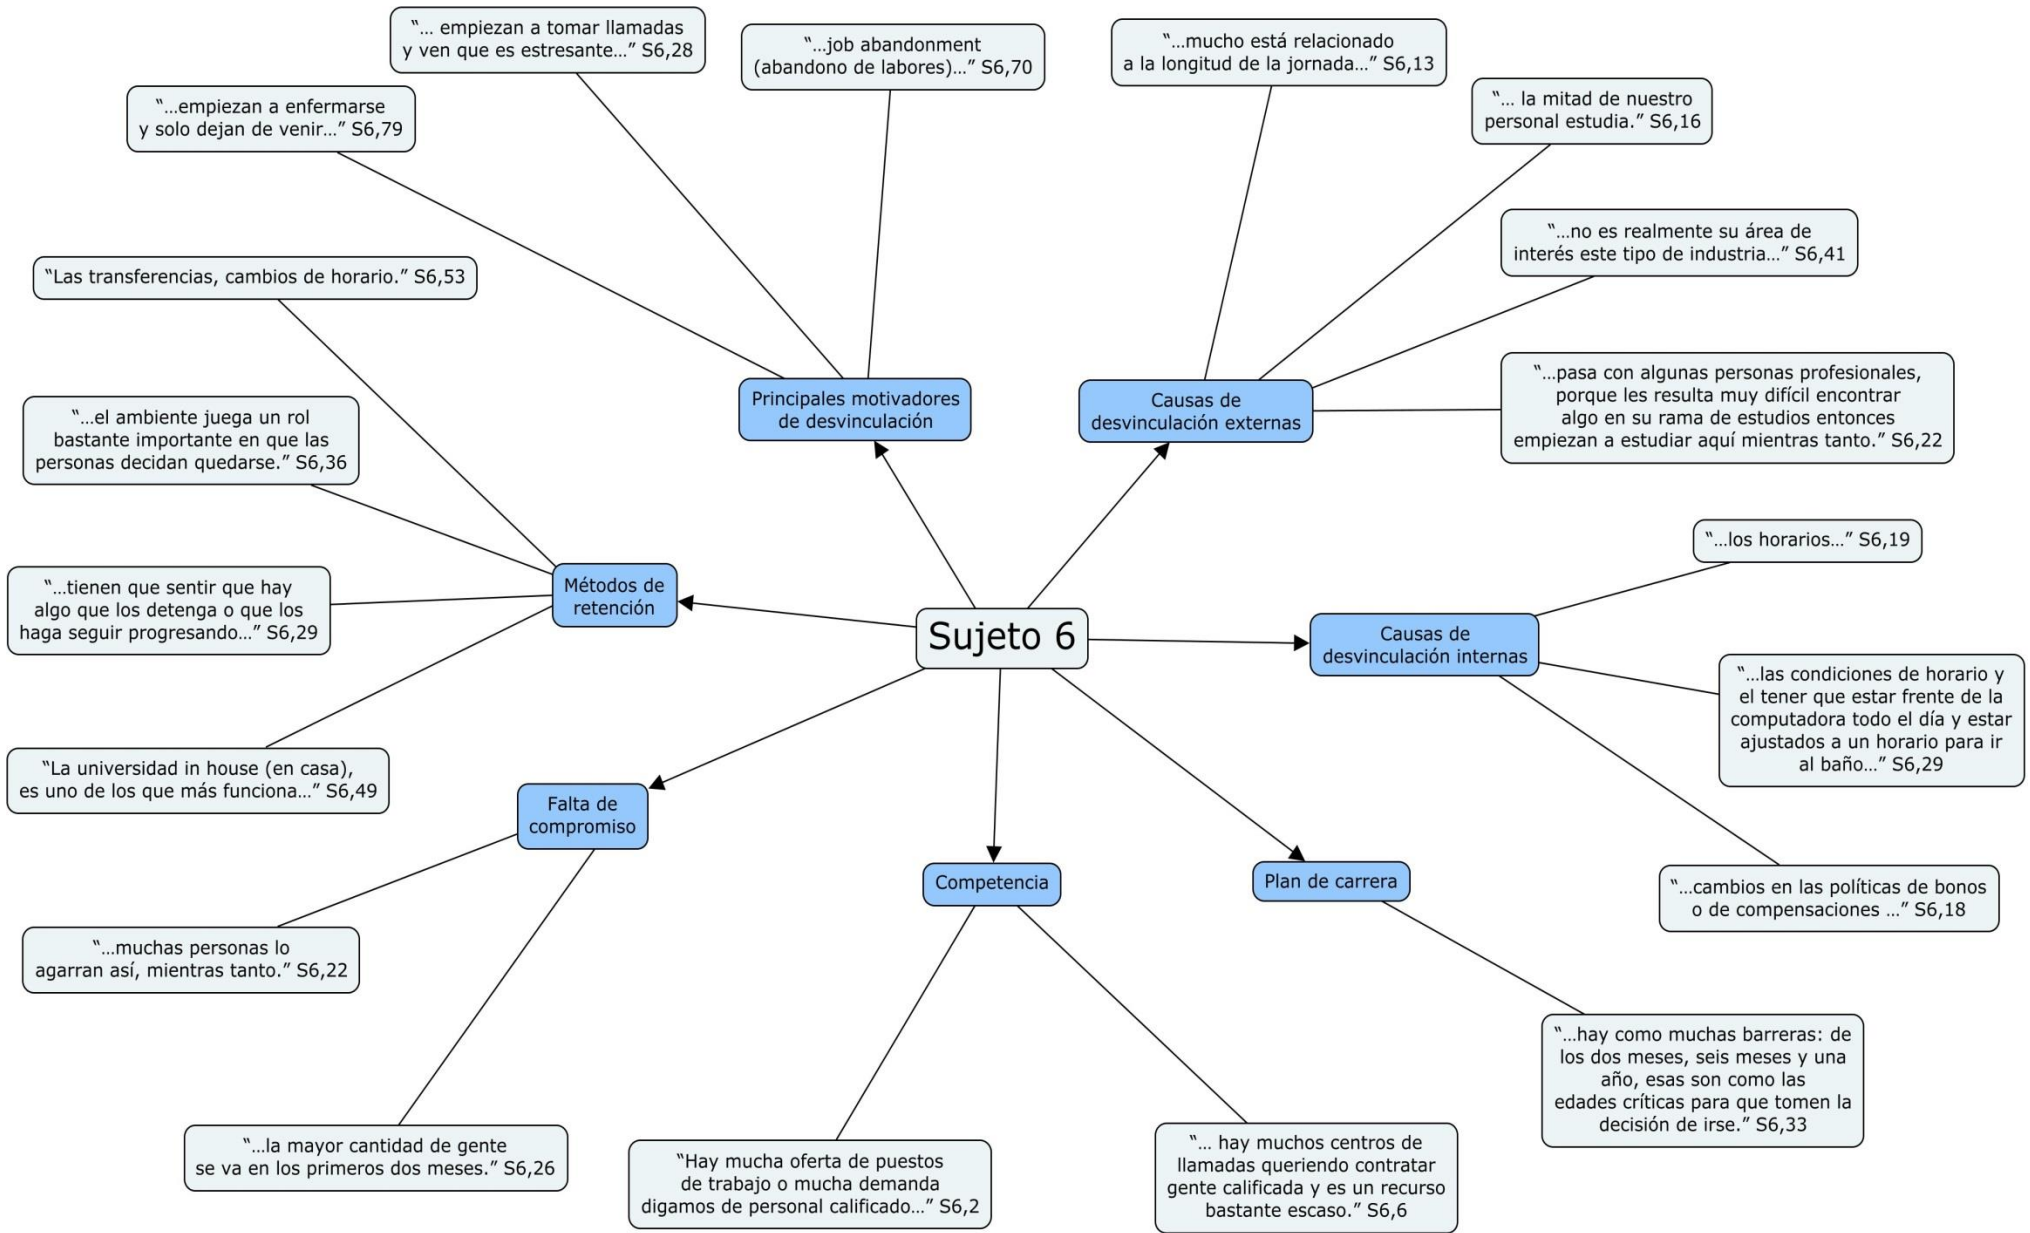 “... empiezan a tomar llamadas
y ven que es estresante...” S6,28
“...job abandonment
(abandono de labores)...” S6,70
“...mucho está relacionado
a la longitud de la jornada...” S6,13
“...empiezan a enfermarse
y solo dejan de venir...” S6,79
“... la mitad de nuestro
personal estudia.” S6,16
“...no es realmente su área de
interés este tipo de industria...” S6,41
“Las transferencias, cambios de horario.” S6,53
“...pasa con algunas personas profesionales,
porque les resulta muy difícil encontrar
algo en su rama de estudios entonces
empiezan a estudiar aquí mientras tanto.” S6,22
Principales motivadores
de desvinculación
Causas de
desvinculación externas
“...el ambiente juega un rol
bastante importante en que las
personas decidan quedarse.” S6,36
“...los horarios...” S6,19
Métodos de
retención
“...tienen que sentir que hay
algo que los detenga o que los
haga seguir progresando...” S6,29
Sujeto 6
Causas de
desvinculación internas
“...las condiciones de horario y
el tener que estar frente de la
computadora todo el día y estar
ajustados a un horario para ir
al baño...” S6,29
“La universidad in house (en casa),
es uno de los que más funciona...” S6,49
Falta de
compromiso
Competencia
Plan de carrera
“...cambios en las políticas de bonos
o de compensaciones ...” S6,18
“...muchas personas lo
agarran así, mientras tanto.” S6,22
“...hay como muchas barreras: de
los dos meses, seis meses y una
año, esas son como las
edades críticas para que tomen la
decisión de irse.” S6,33
“...la mayor cantidad de gente
se va en los primeros dos meses.” S6,26
“Hay mucha oferta de puestos
de trabajo o mucha demanda
digamos de personal calificado...” S6,2
“... hay muchos centros de
llamadas queriendo contratar
gente calificada y es un recurso
bastante escaso.” S6,6